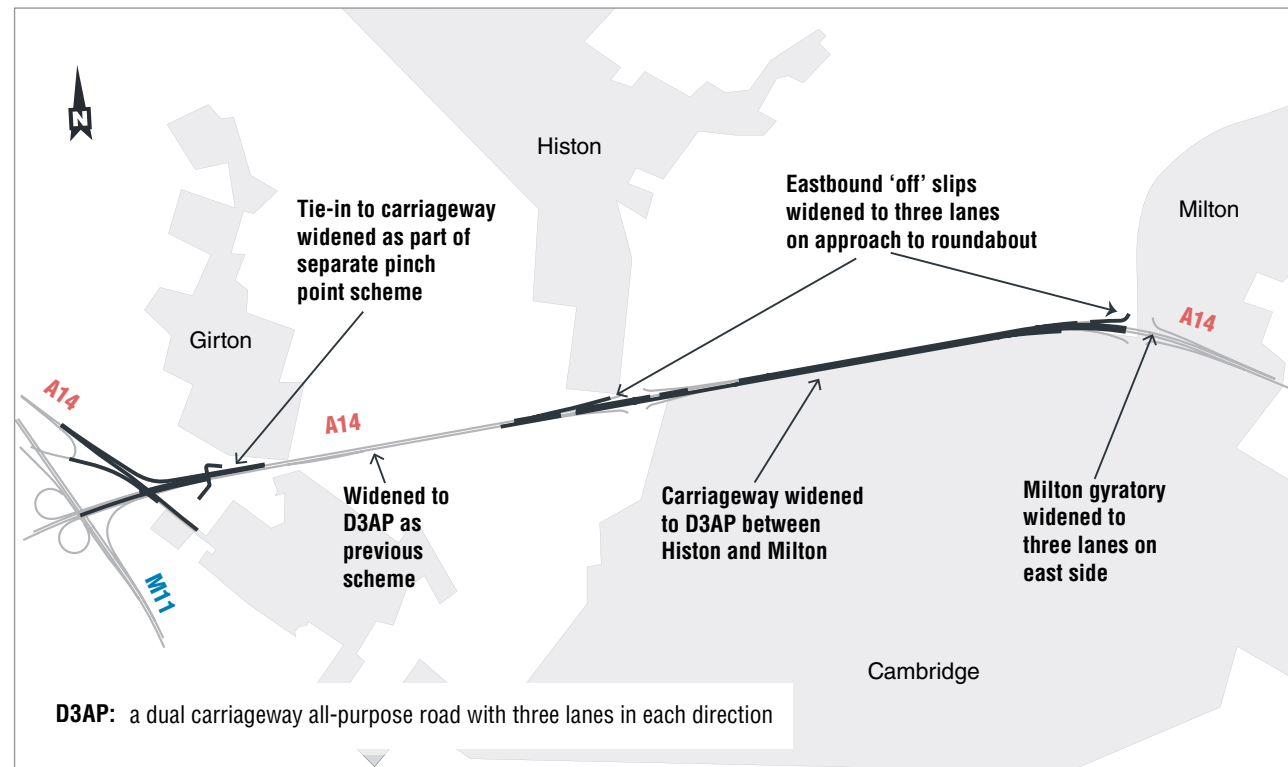 N
Histon
Eastbound ‘off’ slips
widened to three lanes
on approach to roundabout
Milton
Tie-in to carriageway
widened as part of
separate pinch
point scheme
Girton
A14
A14
A14
Widened to
D3AP as
previous
scheme
Carriageway widened
to D3AP between
Histon and Milton
Milton gyratory
widened to
three lanes on
east side
M11
Cambridge
D3AP: a dual carriageway all-purpose road with three lanes in each direction